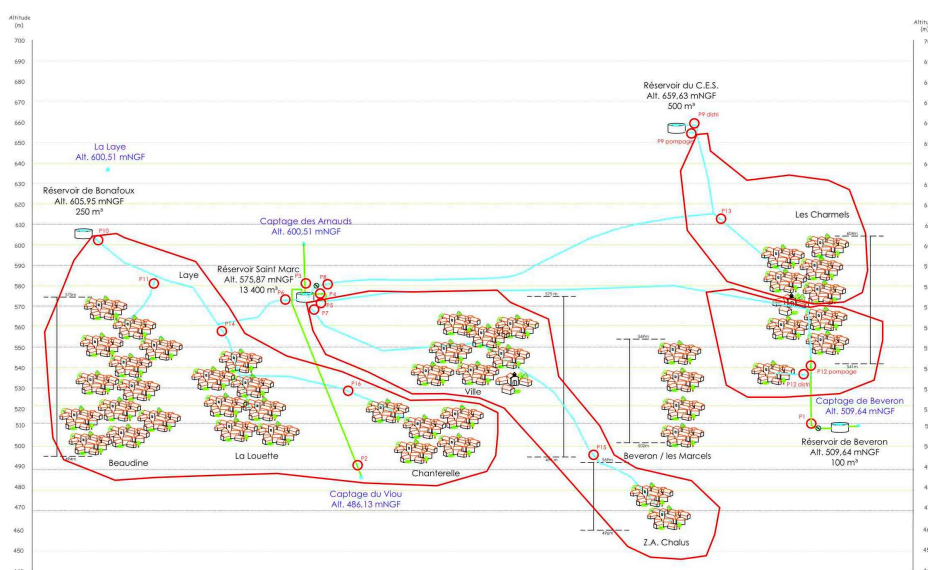 Altitude
(m)
Altitude
(m)
700
690
680
670
660
650
640
630
620
610
600
590
580
570
560
550
540
530
520
510
500
490
480
470
460
450
Réservoir du C.E.S.
Alt. 659,63 mNGF
500 m³
P9 distri
P9 pompage
La Laye
Alt. 600,51 mNGF
Réservoir de Bonafoux
Alt. 605,95 mNGF
250 m³
P10
Captage des Arnauds
Alt. 600,51 mNGF
P13
Les Charmels
Laye
Réservoir Saint Marc
Alt. 575,87 mNGF
13 400 m³
P11
P3
P8
P5
P7
P14
P16
Ville
P12 pompage
P12 distri
Captage de Beveron
Alt. 509,64 mNGF
P1
Réservoir de Beveron
Alt. 509,64 mNGF
100 m³
Beaudine
La Louette
P2
Chanterelle
P15
Beveron / les Marcels
Captage du Viou
Alt. 486,13 mNGF
Z.A. Chalus